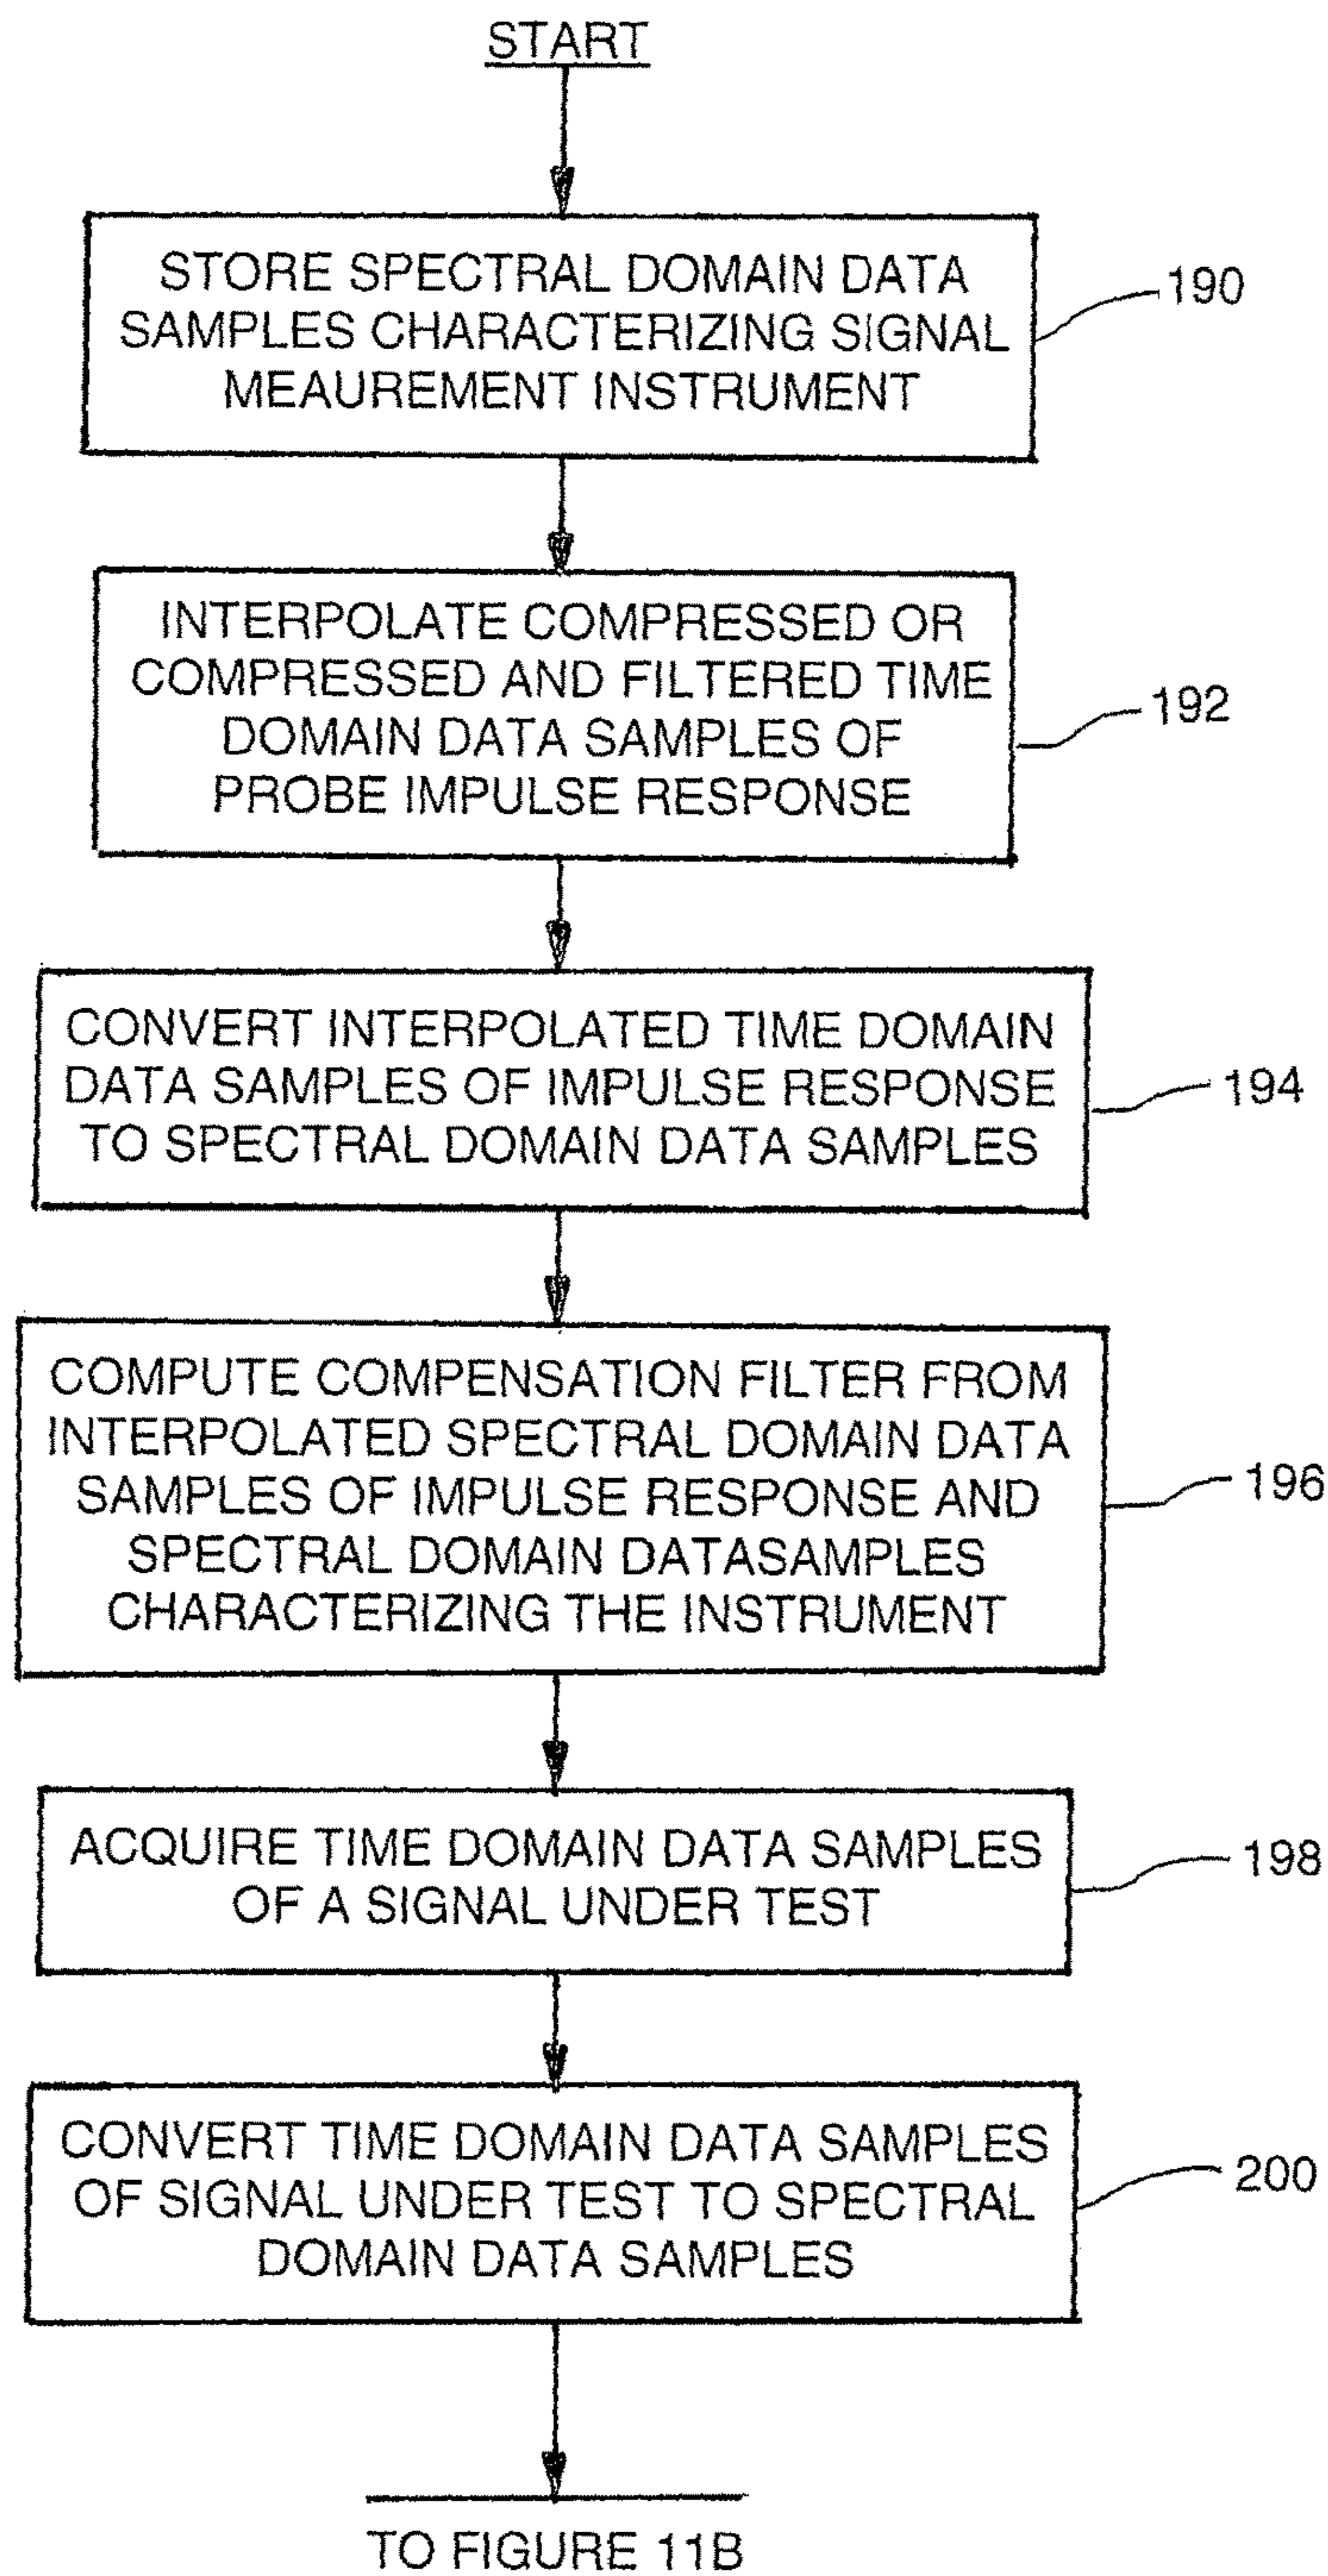 START
STORE SPECTRAL DOMAIN DATA
SAMPLES CHARACTERIZING SIGNAL
MEAUREMENT INSTRUMENT
190
INTERPOLATE COMPRESSED OR
COMPRESSED AND FILTERED TIME
DOMAIN DATA SAMPLES OF
PROBE IMPULSE RESPONSE
192
CONVERT INTERPOLATED TIME DOMAIN
DATA SAMPLES OF IMPULSE RESPONSE
TO SPECTRAL DOMAIN DATA SAMPLES
194
COMPUTE COMPENSATION FILTER FROM
INTERPOLATED SPECTRAL DOMAIN DATA
SAMPLES OF IMPULSE RESPONSE AND
SPECTRAL DOMAIN DATASAMPLES
CHARACTERIZING THE INSTRUMENT
196
ACQUIRE TIME DOMAIN DATA SAMPLES
OF A SIGNAL UNDER TEST
198
CONVERT TIME DOMAIN DATA SAMPLES
OF SIGNAL UNDER TEST TO SPECTRAL
DOMAIN DATA SAMPLES
200
TO FIGURE 11B